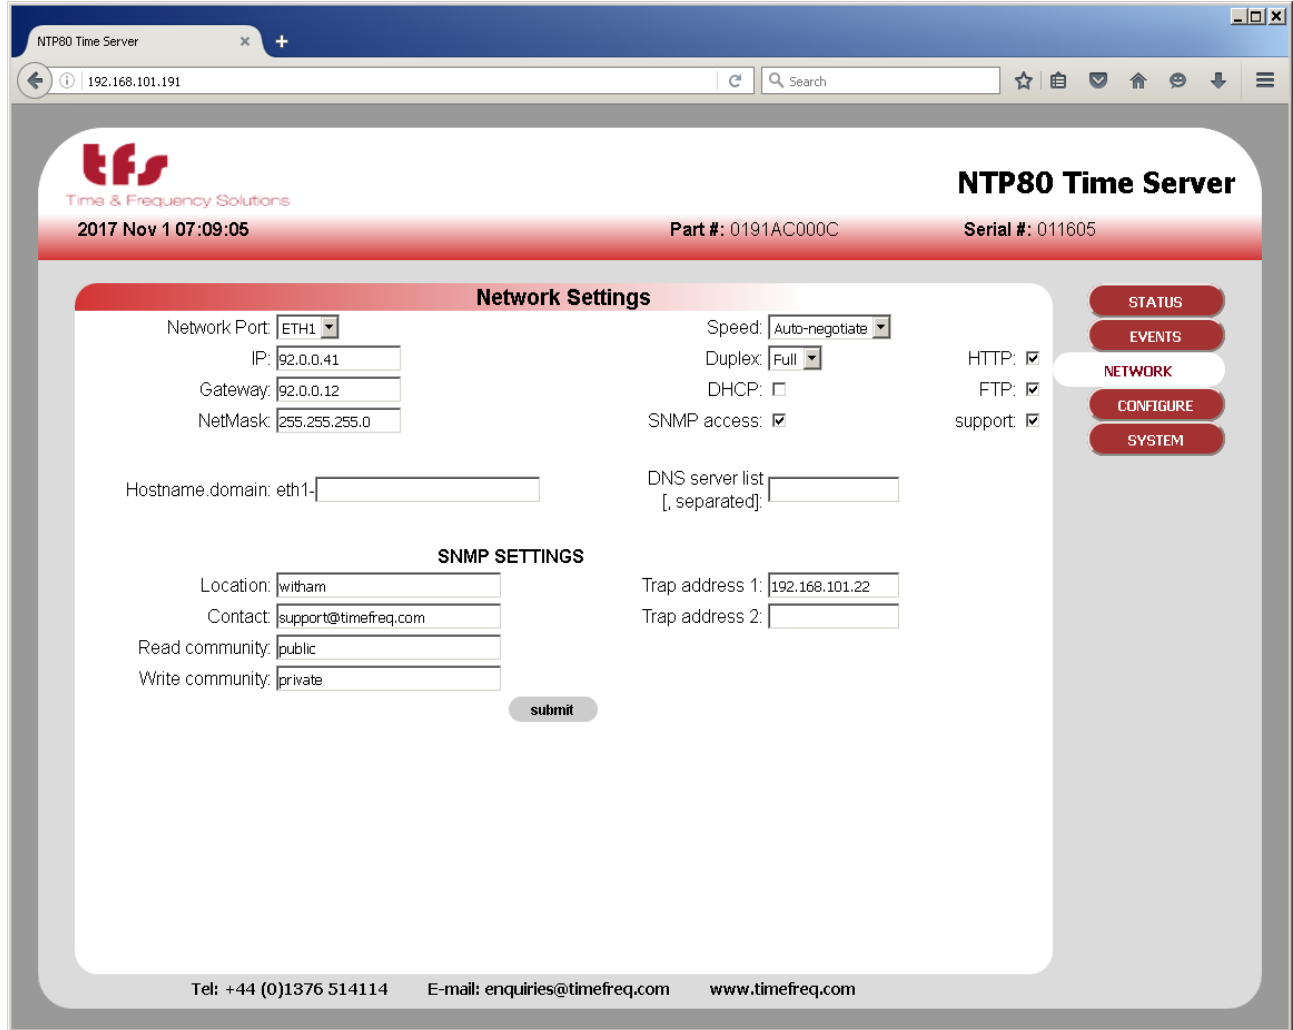 NTP80 Time Server
192.168.101.191
Search
tfs
Time & Frequency Solutions
NTP80 Time Server
2017 Nov 1 07:09:05 Part #: 0191AC000C Serial #: 011605
Network Settings
STATUS
EVENTS
NETWORK
CONFIGURE
SYSTEM
Network Port: ETH1 Speed: Auto-negotiate
IP: 92.0.0.41 Duplex: Full HTTP:
Gateway: 92.0.0.12 DHCP: FTP:
NetMask: 255.255.255.0 SNMP access: support:
Hostname.domain: eth1- DNS server list
[, separated]:
SNMP SETTINGS
Location: witham Trap address 1: 192.168.101.22
Contact: support@timefreq.com Trap address 2:
Read community: public
Write community: private
submit
Tel: +44 (0)1376 514114 E-mail: enquiries@timefreq.com www.timefreq.com